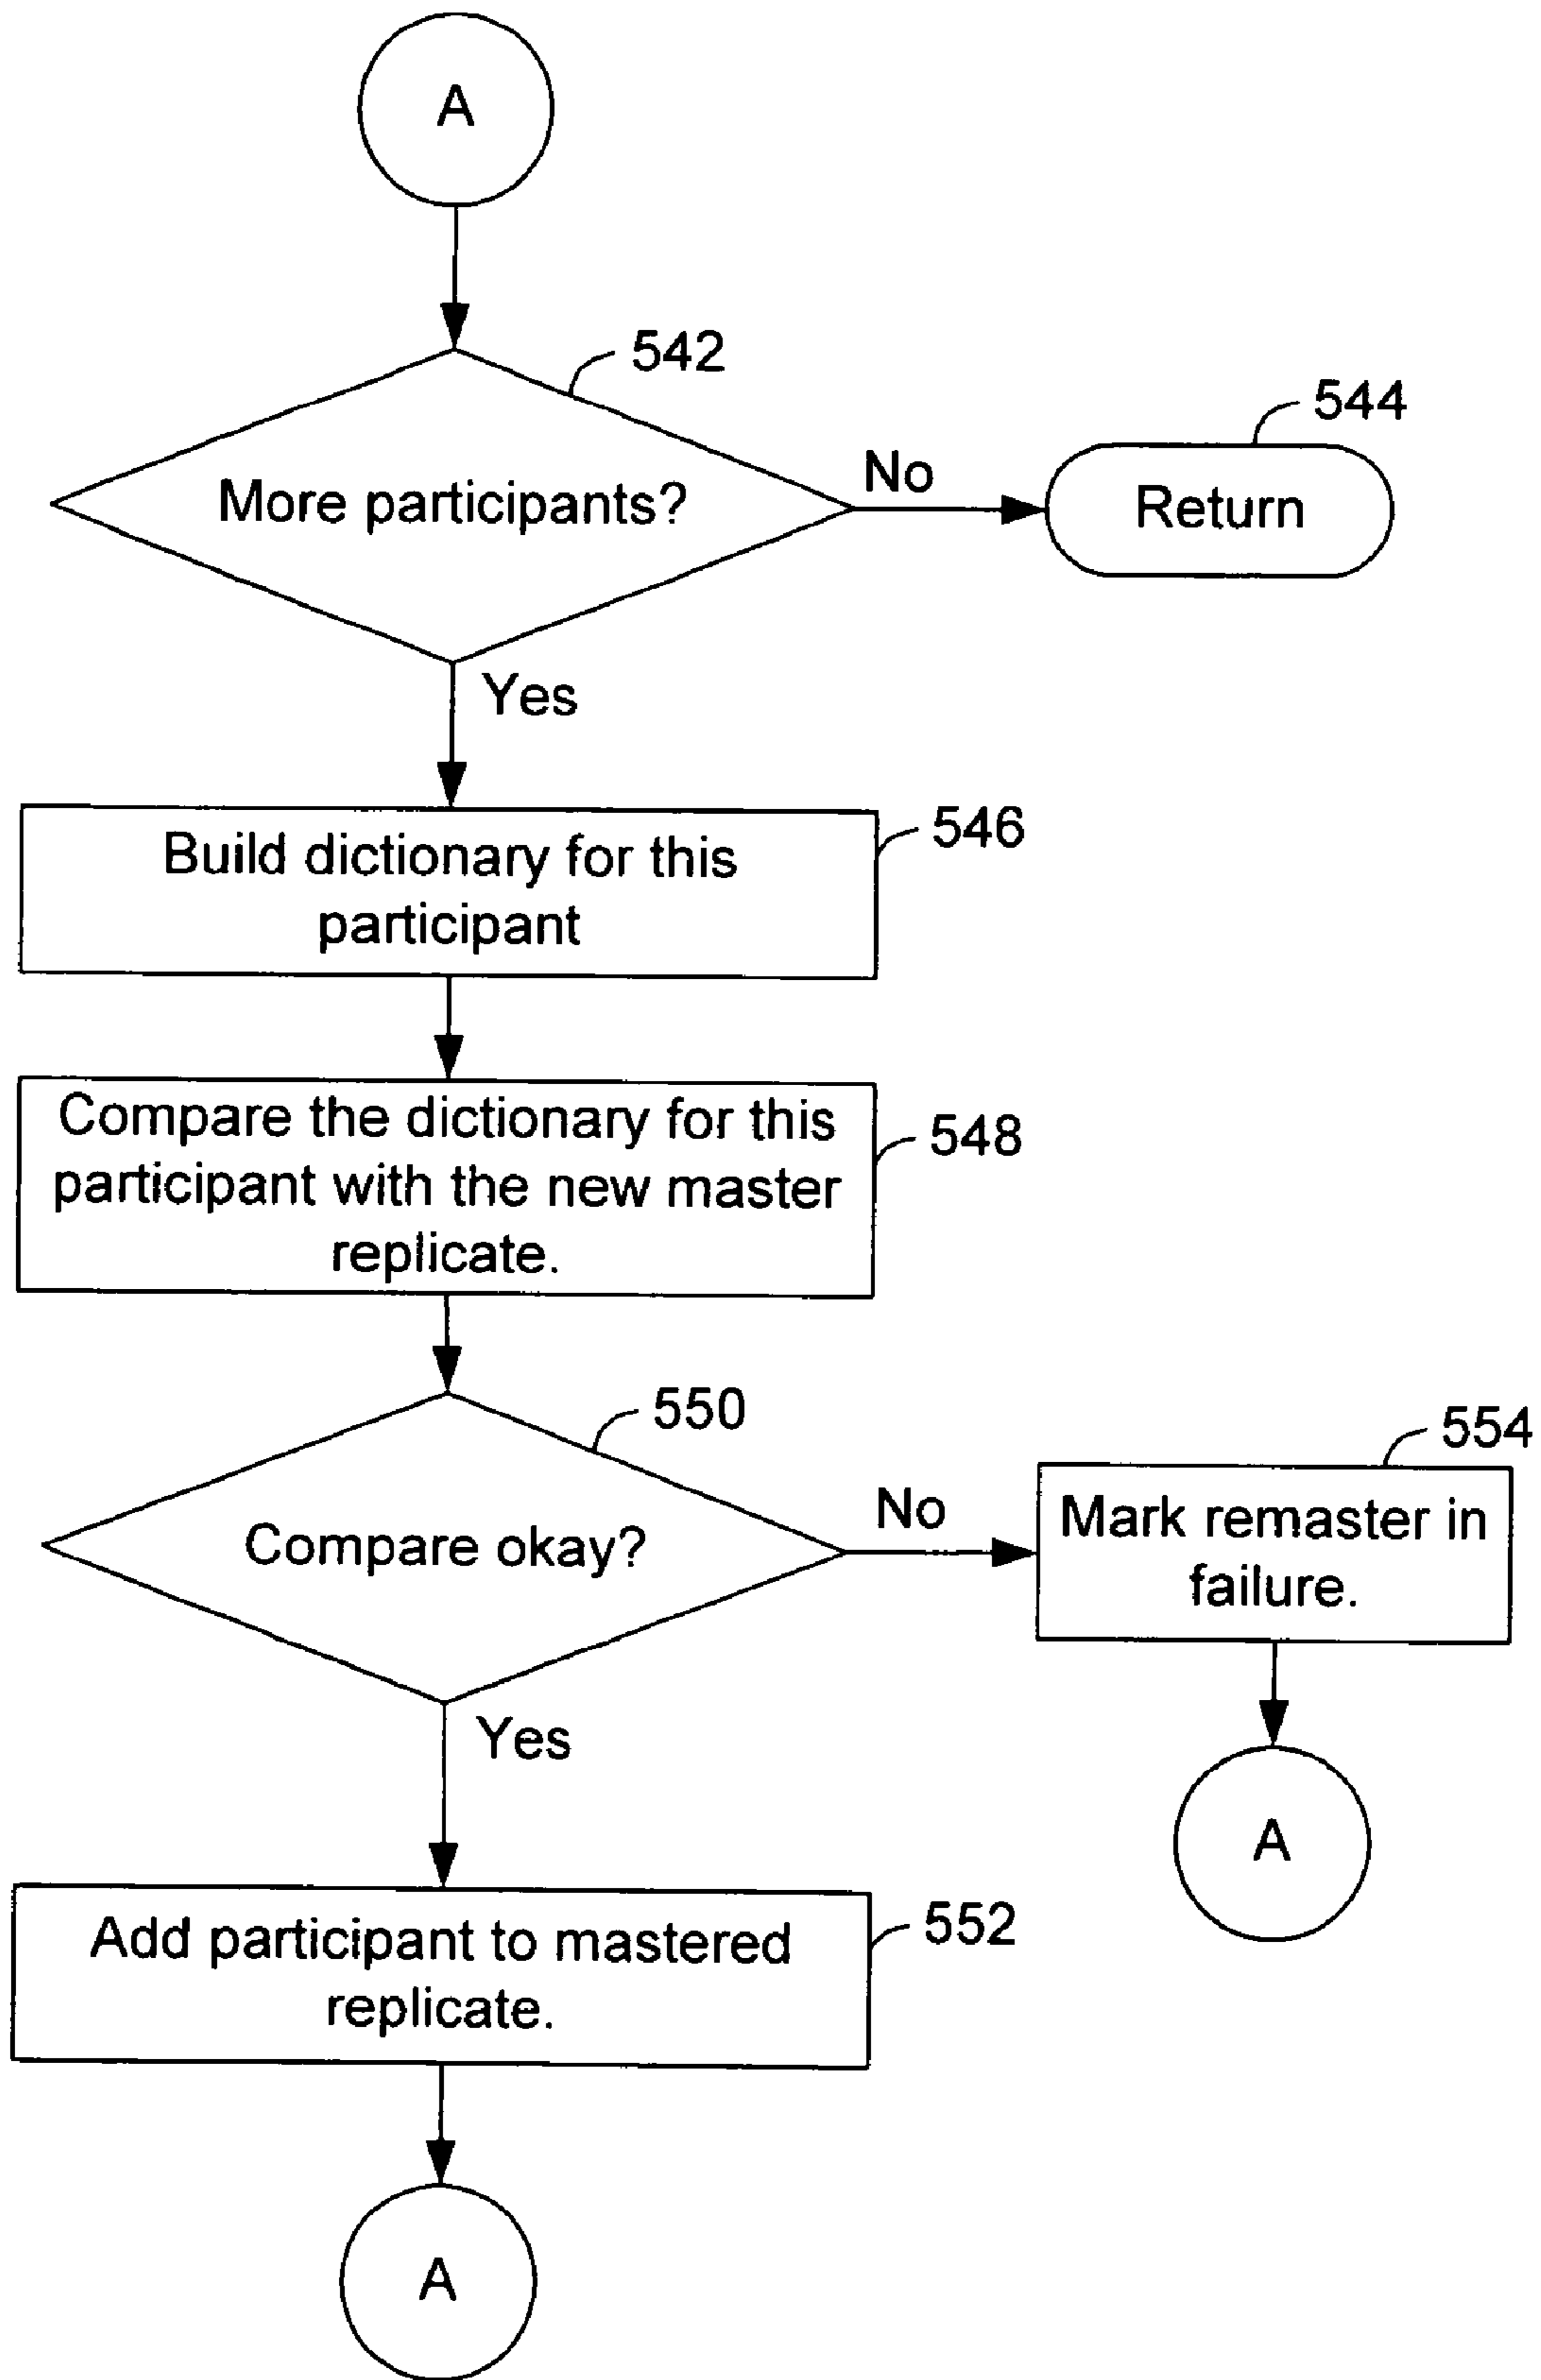 A
542
544
More participants?
No
Return
Yes
546
Build dictionary for this
participant
Compare the dictionary for this
participant with the new master
replicate.
548
550
554
Compare okay?
No
Mark remaster in
failure.
Yes
A
Add participant to mastered
replicate.
552
A